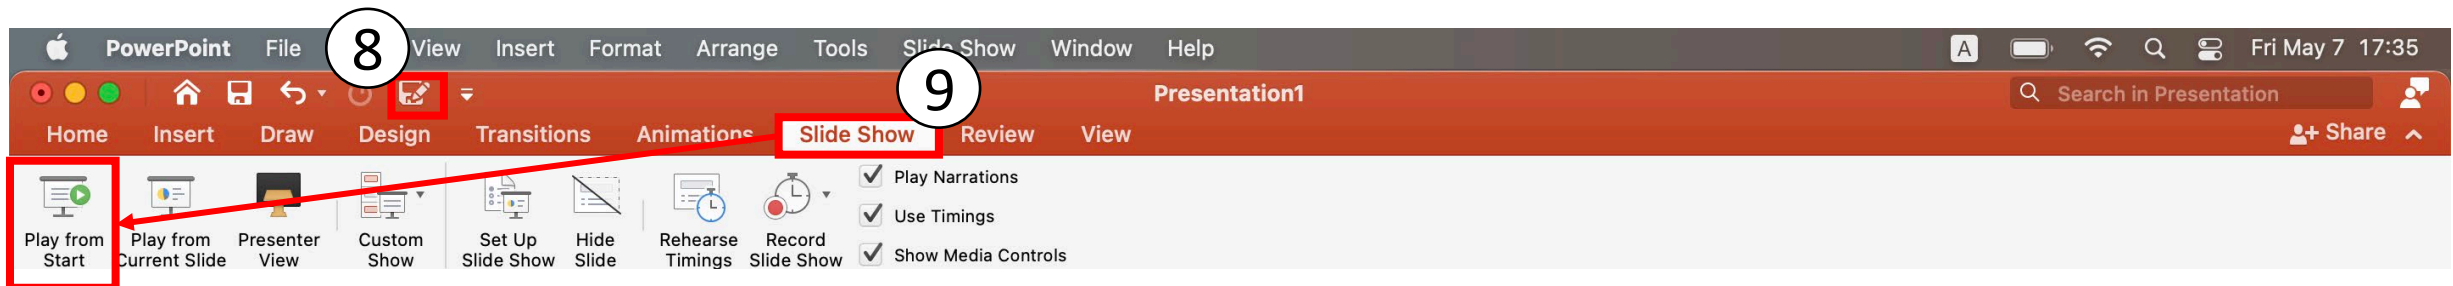 8
PowerPoint File View Insert Format Arrange Tools Slide Show Window Help A Fri May 7 17:35
9
Presentation1 Search in Presentation
Home Insert Draw Design Transitions Animations Slide Show Review View Share
Play from Start
Play from Current Slide
Presenter View
Custom Show
Set Up Slide Show
Hide Slide
Rehearse Timings
Record Slide Show
Play Narrations
Use Timings
Show Media Controls